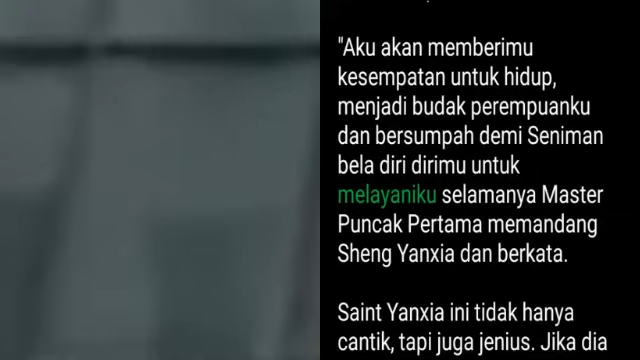 "Aku akan memberimu
kesempatan untuk hidup,
menjadi budak perempuanku
dan bersumpah demi Seniman
bela diri dirimu untuk
melayaniku selamanya Master
Puncak Pertama memandang
Sheng Yanxia dan berkata.
Saint Yanxia ini tidak hanya
cantik, tapi juga jenius. Jika dia